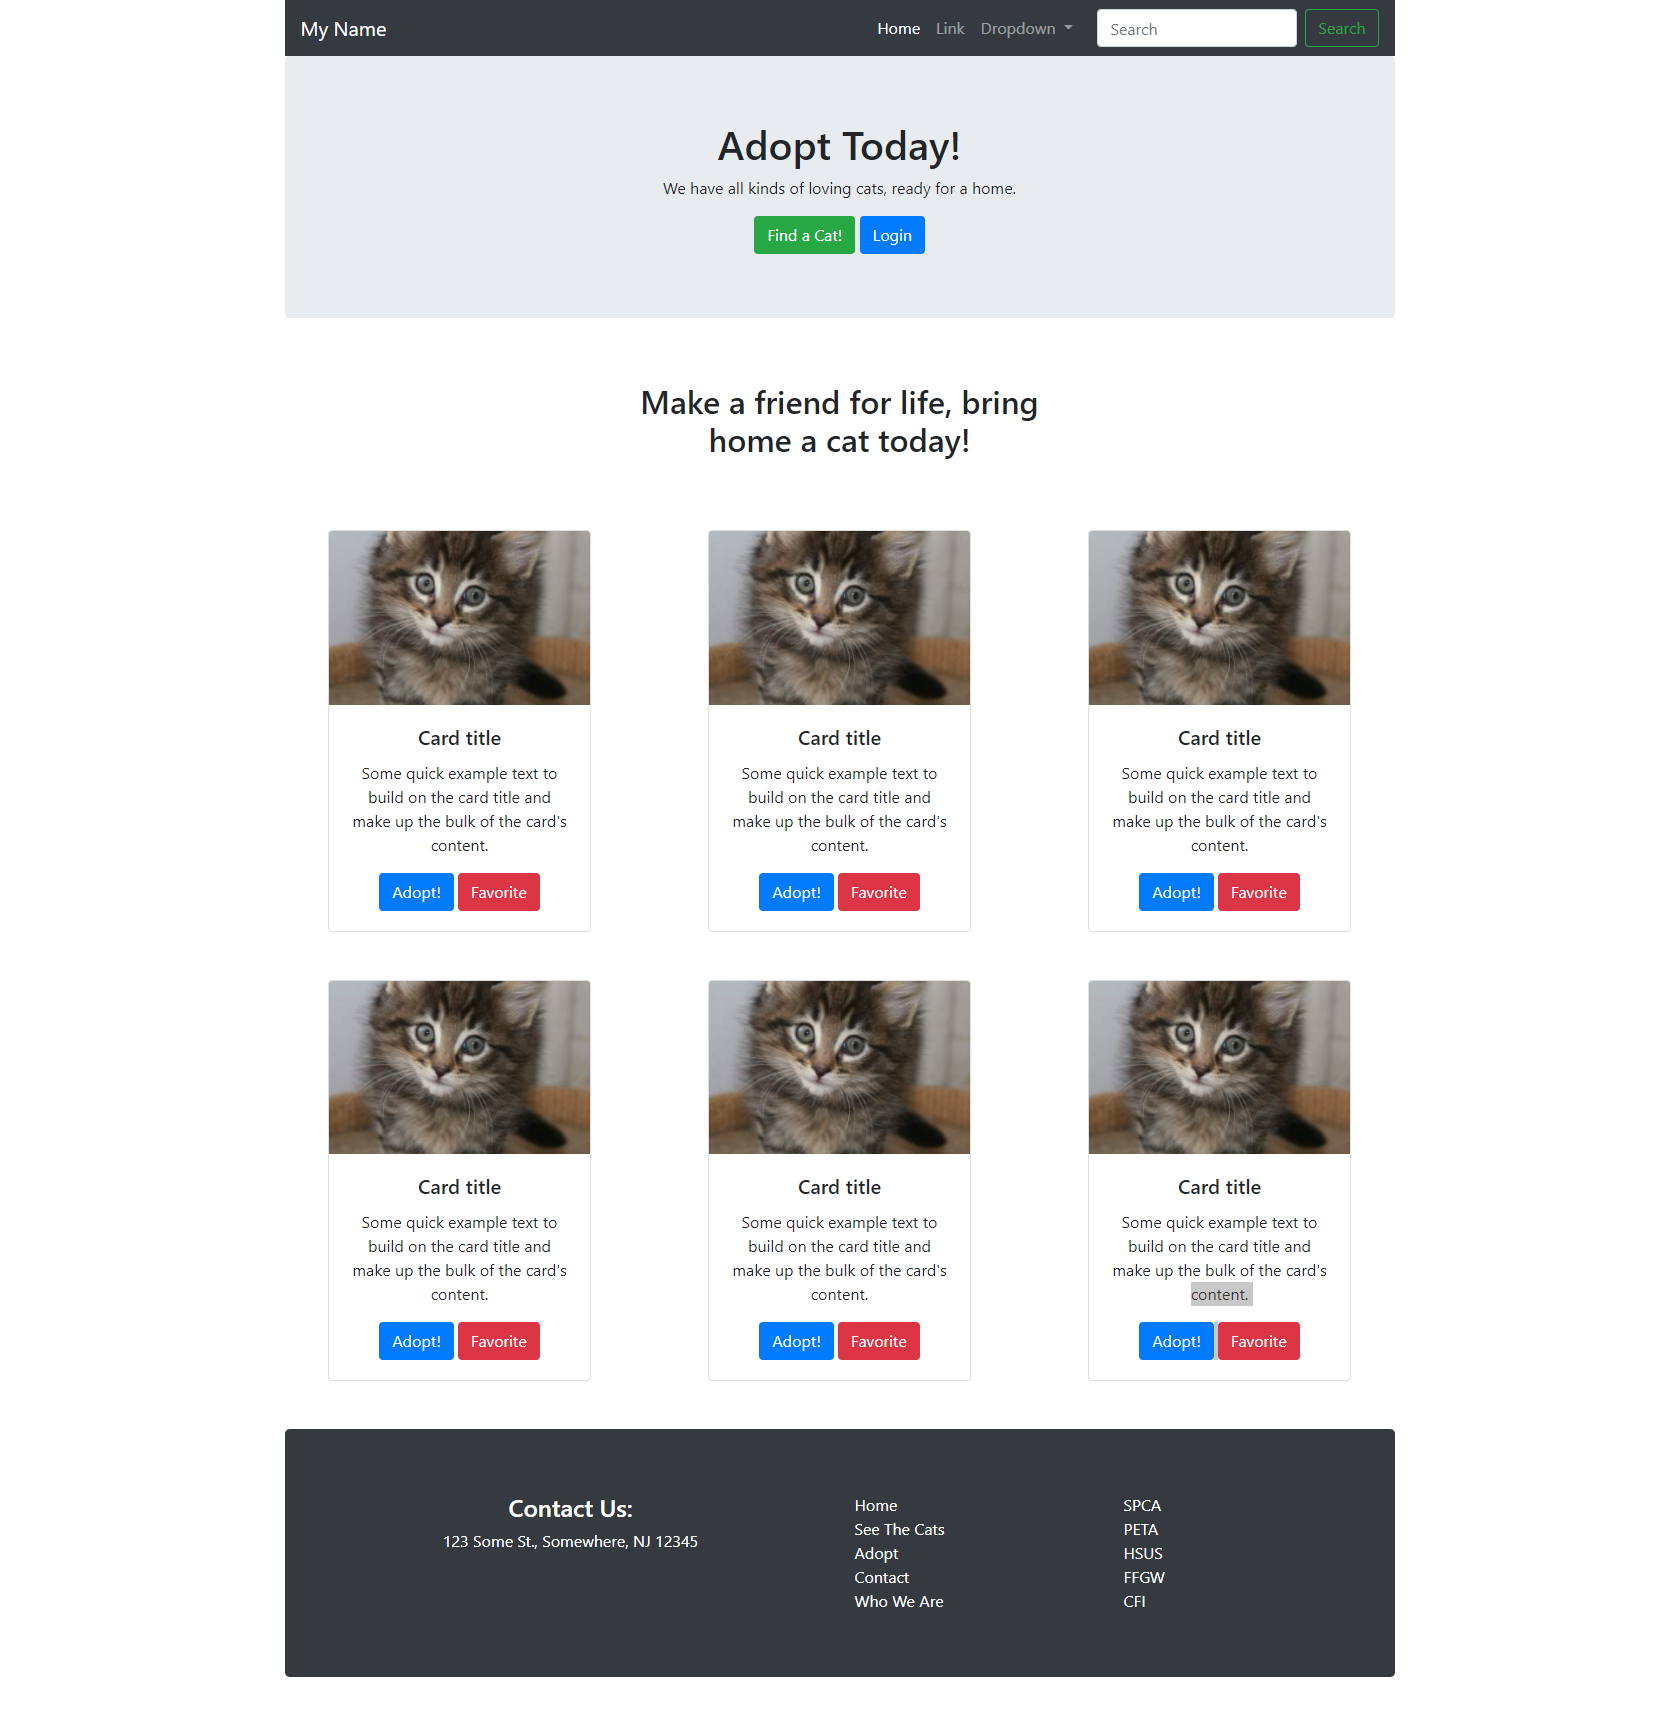 My Name
Home Link Dropdown Search Search
Adopt Today!
We have all kinds of loving cats, ready for a home.
Find a Cat! Login
Make a friend for life, bring
home a cat today!
Card title
Some quick example text to
build on the card title and
make up the bulk of the card's
content.
Adopt! Favorite
Card title
Some quick example text to
build on the card title and
make up the bulk of the card's
content.
Adopt! Favorite
Card title
Some quick example text to
build on the card title and
make up the bulk of the card's
content.
Adopt! Favorite
Card title
Some quick example text to
build on the card title and
make up the bulk of the card's
content.
Adopt! Favorite
Card title
Some quick example text to
build on the card title and
make up the bulk of the card's
content.
Adopt! Favorite
Card title
Some quick example text to
build on the card title and
make up the bulk of the card's
content.
Adopt! Favorite
Contact Us:
123 Some St., Somewhere, NJ 12345
Home
See The Cats
Adopt
Contact
Who We Are
SPCA
PETA
HSUS
FFGW
CFI